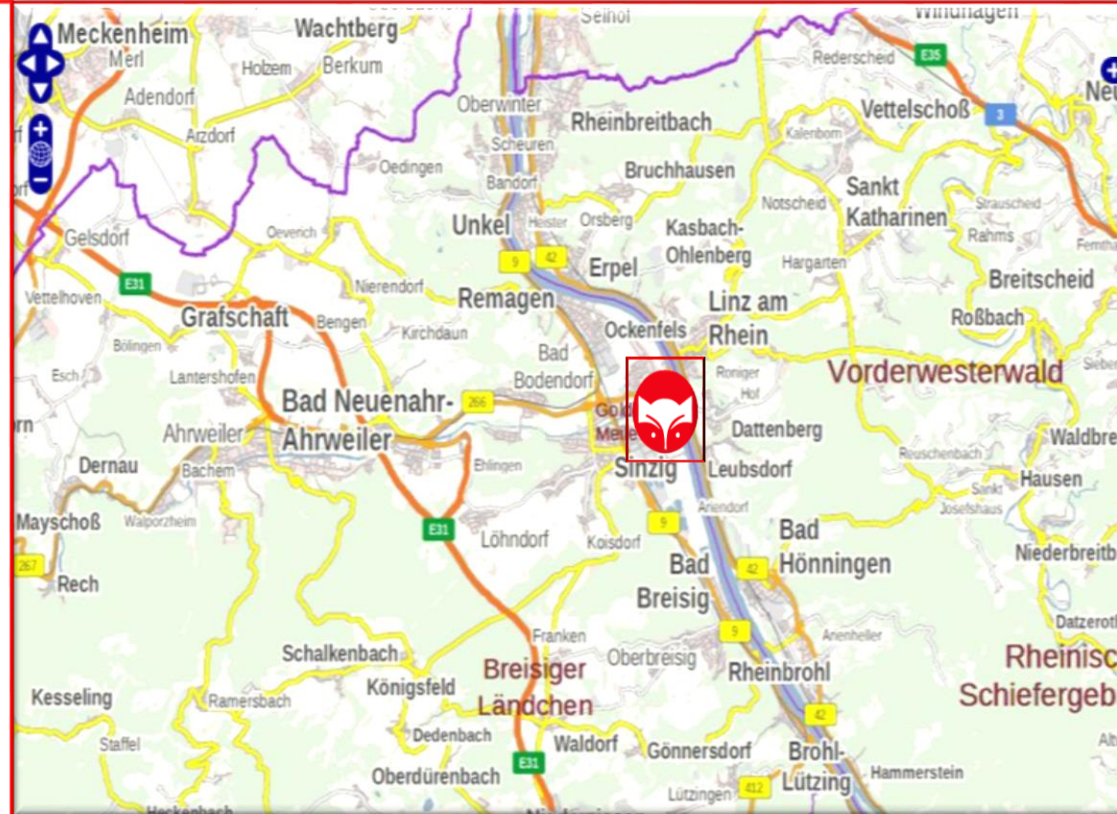 Selhof
Windhagen
Meckenheim
Wachtberg
Merl
Holzem
Berkum
Rederscheid
E35
Adendorf
Oberwinter
Vettelschoß
3
Arzdorf
Rheinbreitbach
Kalenborn
Scheuren
Oedingen
Bruchhausen
Bandorf
Sankt
Katharinen
Notscheid
Strauscheid
Unkel
Heister
Orsberg
Kasbach-
Ohlenberg
Rahms
Gelsdorf
Oeverich
9
42
Erpel
Hargarten
Breitscheid
E31
Nierendorf
Vettelhoven
Remagen
Linz am
Rhein
Grafschaft
Bengen
Kirchdaun
Ockenfels
Roßbach
Bölingen
Bad
Bodendorf
Esch
Lantershofen
Roniger
Hof
Vorderwesterwald
Bad Neuenahr-
Ahrweiler
266
Ahrweiler
Dattenberg
Dernau
Bachem
Ehlingen
Sinzig
Leubsdorf
Reuschenbach
Hausen
Sankt
Josefshaus
Mayschoß
Walporzheim
E31
Löhndorf
Koisdorf
9
Ariendorf
Bad
Hönningen
267
Rech
42
Bad
Breisig
9
Franken
Arienheller
Schalkenbach
Breisiger
Ländchen
Oberbreisig
Rheinbrohl
Kesseling
Ramersbach
Königsfeld
42
Staffel
Dedenbach
Waldorf
Gönnersdorf
Brohl-
Lützing
E31
Oberdürenbach
Hammerstein
412
Lützingen
Heckenbach